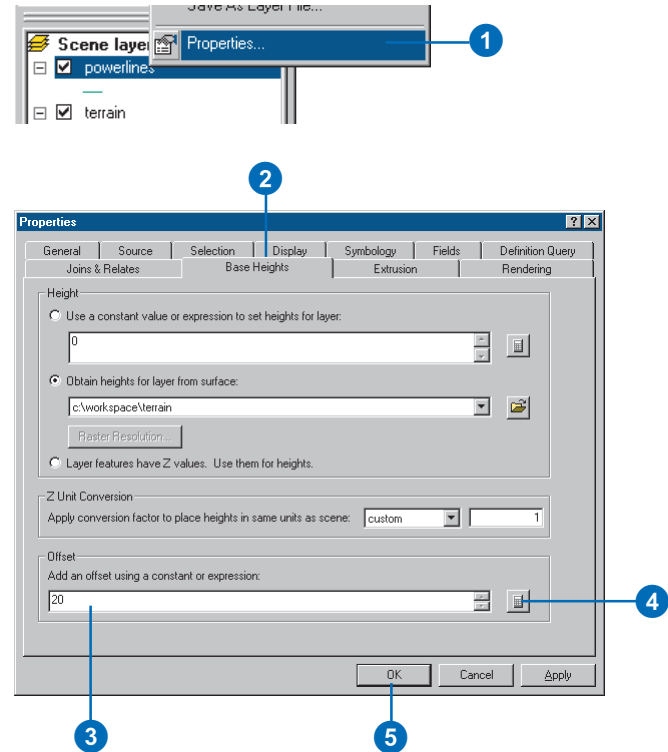 Save As Layer File...
Scene layer
Properties...
1
powerlines
terrain
2
Properties
General Source Selection Display Symbology Fields Definition Query
Joins & Relates Base Heights Extrusion Rendering
Height
Use a constant value or expression to set heights for layer:
0
Obtain heights for layer from surface:
c:\workspace\terrain
Raster Resolution...
Layer features have Z values. Use them for heights.
Z Unit Conversion
Apply conversion factor to place heights in same units as scene: custom 1
Offset
Add an offset using a constant or expression:
20
4
OK Cancel Apply
3
5